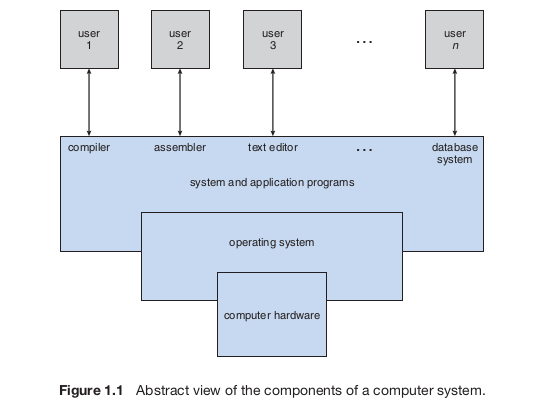 user user user user
1 2 3 ... n
compiler assembler text editor ... database
system
system and application programs
operating system
computer hardware
Figure 1.1 Abstract view of the components of a computer system.